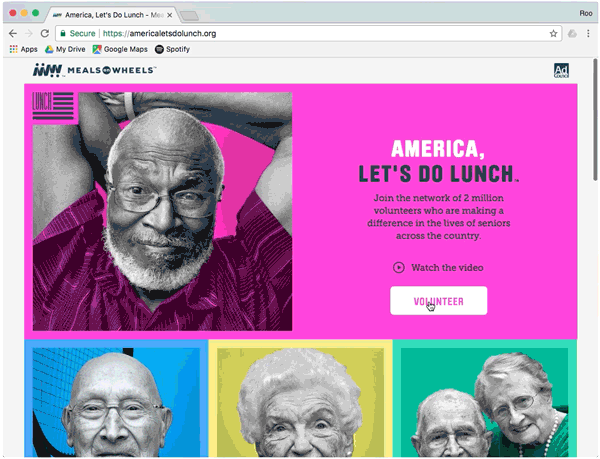 America, Let's Do Lunch - Mea
Roo
Secure
https://americaletsdolunch.org
Apps
My Drive
Google Maps
Spotify
MEALS ON WHEELS™
Ad
Council
LUNCH
AMERICA,
LET'S DO LUNCH™
Join the network of 2 million
volunteers who are making a
difference in the lives of seniors
across the country.
Watch the video
VOLUNTEER